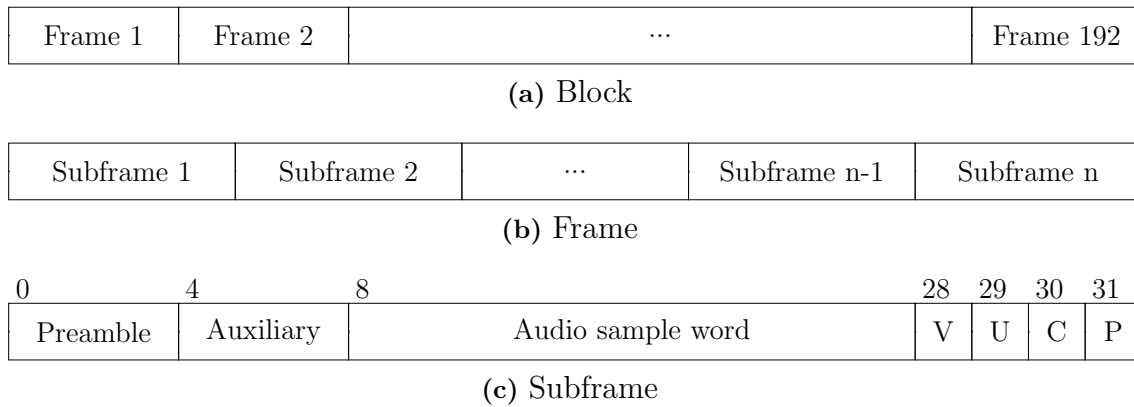 Frame 1 Frame 2 ... Frame 192
(a) Block
Subframe 1 Subframe 2 ... Subframe n-1 Subframe n
(b) Frame
0 4 8 28 29 30 31
Preamble Auxiliary Audio sample word V U C P
(c) Subframe